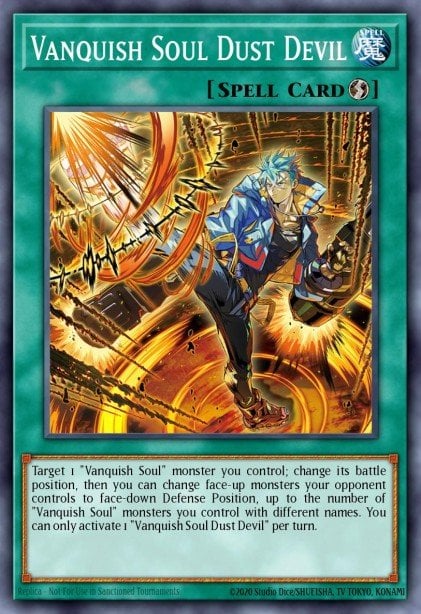 VANQUISH SOUL DUST DEVIL
SPELL
魔
[SPELL CARD]
Target 1 "Vanquish Soul" monster you control; change its battle
position, then you can change face-up monsters your opponent
controls to face-down Defense Position, up to the number of
"Vanquish Soul" monsters you control with different names. You
can only activate 1 "Vanquish Soul Dust Devil" per turn.
Replica - Not For Use in Sanctioned Tournaments
©2020 Studio Dice/SHUEISHA, TV TOKYO, KONAMI